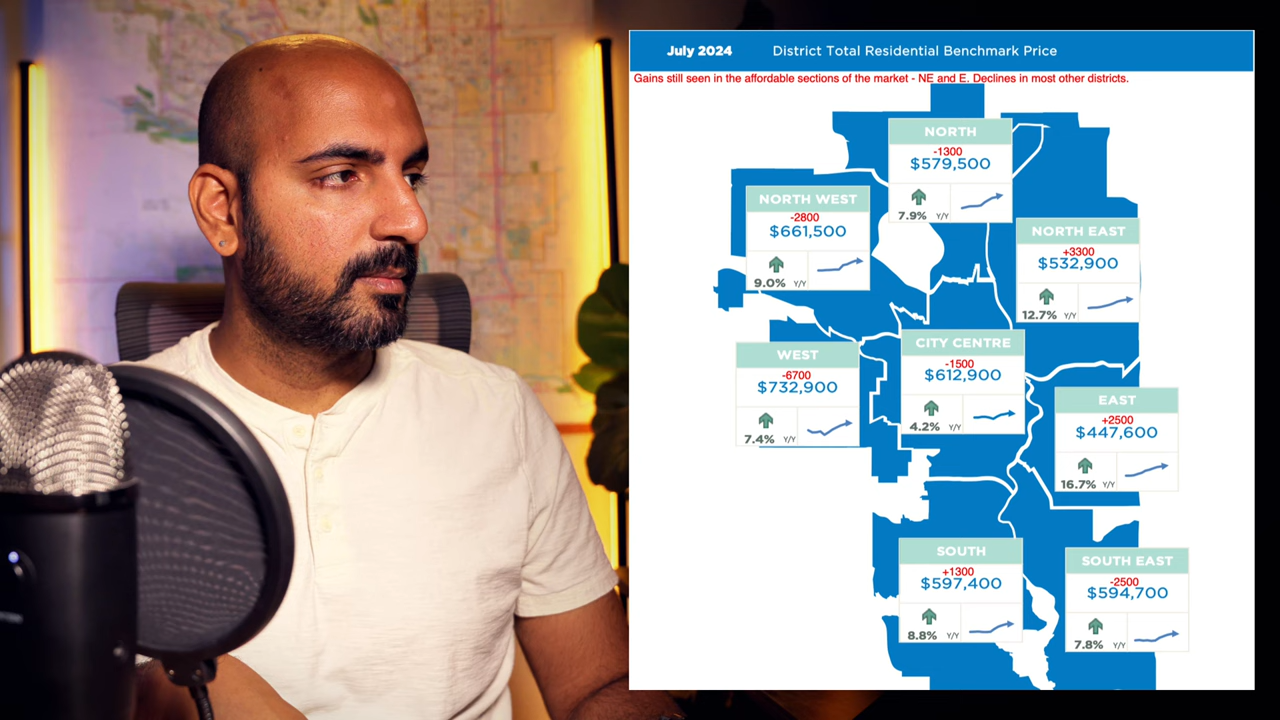 July 2024 District Total Residential Benchmark Price
Gains still seen in the affordable sections of the market - NE and E. Declines in most other districts.
NORTH
-1300
$579,500
7.9% Y/Y
NORTH WEST
-2800
$661,500
9.0% Y/Y
NORTH EAST
+3300
$532,900
12.7% Y/Y
WEST
-6700
$732,900
7.4% Y/Y
CITY CENTRE
-1500
$612,900
4.2% Y/Y
EAST
+2500
$447,600
16.7% Y/Y
SOUTH
+1300
$597,400
8.8% Y/Y
SOUTH EAST
-2500
$594,700
7.8% Y/Y